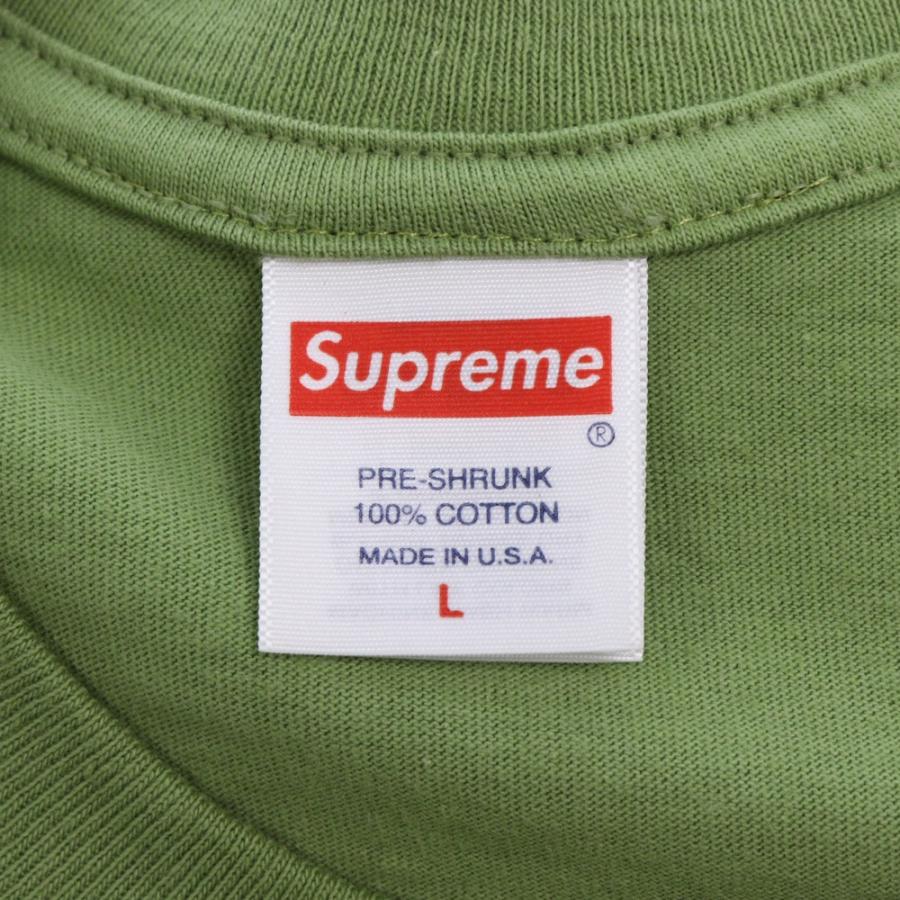 Supreme
®
PRE-SHRUNK
100% COTTON
MADE IN U.S.A.
L